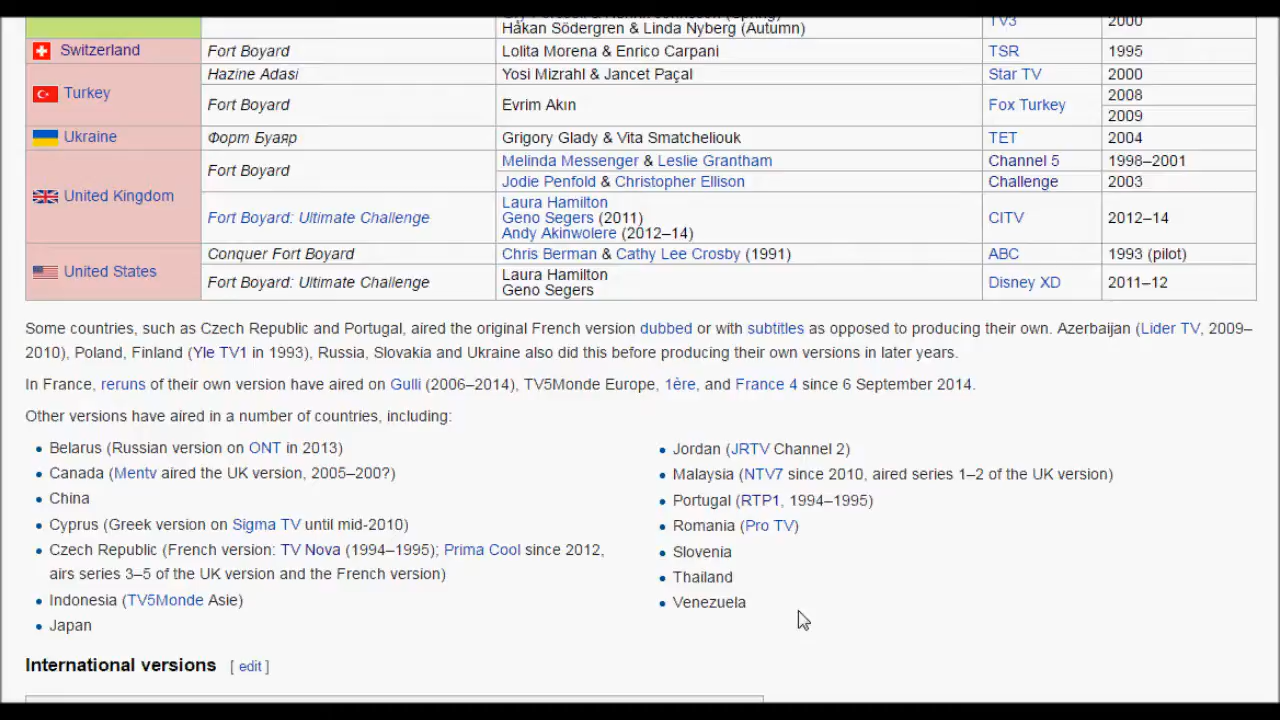 Håkan Södergren & Linda Nyberg (Autumn) TV3 2000
Switzerland Fort Boyard Lolita Morena & Enrico Carpani TSR 1995
Hazine Adasi Yosi Mizrahl & Jancet Paçal Star TV 2000
Turkey Fort Boyard Evrim Akın Fox Turkey 2008
2009
Ukraine Форт Буаяр Grigory Glady & Vita Smatcheliouk TET 2004
Fort Boyard Melinda Messenger & Leslie Grantham Channel 5 1998–2001
Jodie Penfold & Christopher Ellison Challenge 2003
United Kingdom
Laura Hamilton
Fort Boyard: Ultimate Challenge Geno Segers (2011) CITV 2012–14
Andy Akinwolere (2012–14)
Conquer Fort Boyard Chris Berman & Cathy Lee Crosby (1991) ABC 1993 (pilot)
United States
Laura Hamilton
Fort Boyard: Ultimate Challenge Disney XD 2011–12
Geno Segers
Some countries, such as Czech Republic and Portugal, aired the original French version dubbed or with subtitles as opposed to producing their own. Azerbaijan (Lider TV, 2009–
2010), Poland, Finland (Yle TV1 in 1993), Russia, Slovakia and Ukraine also did this before producing their own versions in later years.
In France, reruns of their own version have aired on Gulli (2006–2014), TV5Monde Europe, 1ère, and France 4 since 6 September 2014.
Other versions have aired in a number of countries, including:
• Belarus (Russian version on ONT in 2013)
• Canada (Mentv aired the UK version, 2005–200?)
• China
• Cyprus (Greek version on Sigma TV until mid-2010)
• Czech Republic (French version: TV Nova (1994–1995); Prima Cool since 2012,
airs series 3–5 of the UK version and the French version)
• Indonesia (TV5Monde Asie)
• Japan
• Jordan (JRTV Channel 2)
• Malaysia (NTV7 since 2010, aired series 1–2 of the UK version)
• Portugal (RTP1, 1994–1995)
• Romania (Pro TV)
• Slovenia
• Thailand
• Venezuela
International versions [ edit ]